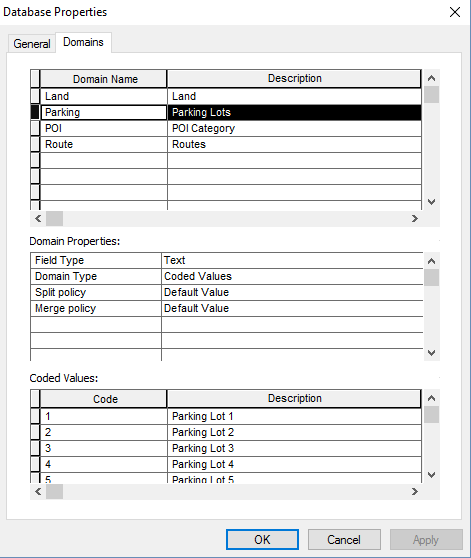 Database Properties
General Domains
Domain Name Description
Land Land
Parking Parking Lots
POI POI Category
Route Routes
Domain Properties:
Field Type Text
Domain Type Coded Values
Split policy Default Value
Merge policy Default Value
Coded Values:
Code Description
1 Parking Lot 1
2 Parking Lot 2
3 Parking Lot 3
4 Parking Lot 4
5 Parking Lot 5
OK Cancel Apply